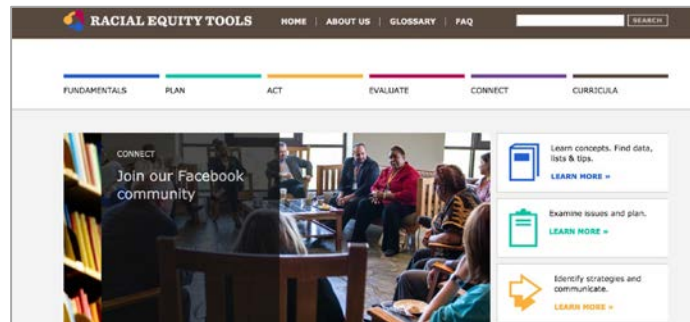 RACIAL EQUITY TOOLS HOME | ABOUT US | GLOSSARY | FAQ SEARCH
FUNDAMENTALS PLAN ACT EVALUATE CONNECT CURRICULA
CONNECT
Join our Facebook
community
Learn concepts. Find data,
lists & tips.
LEARN MORE »
Examine issues and plan.
LEARN MORE »
Identify strategies and
communicate.
LEARN MORE »